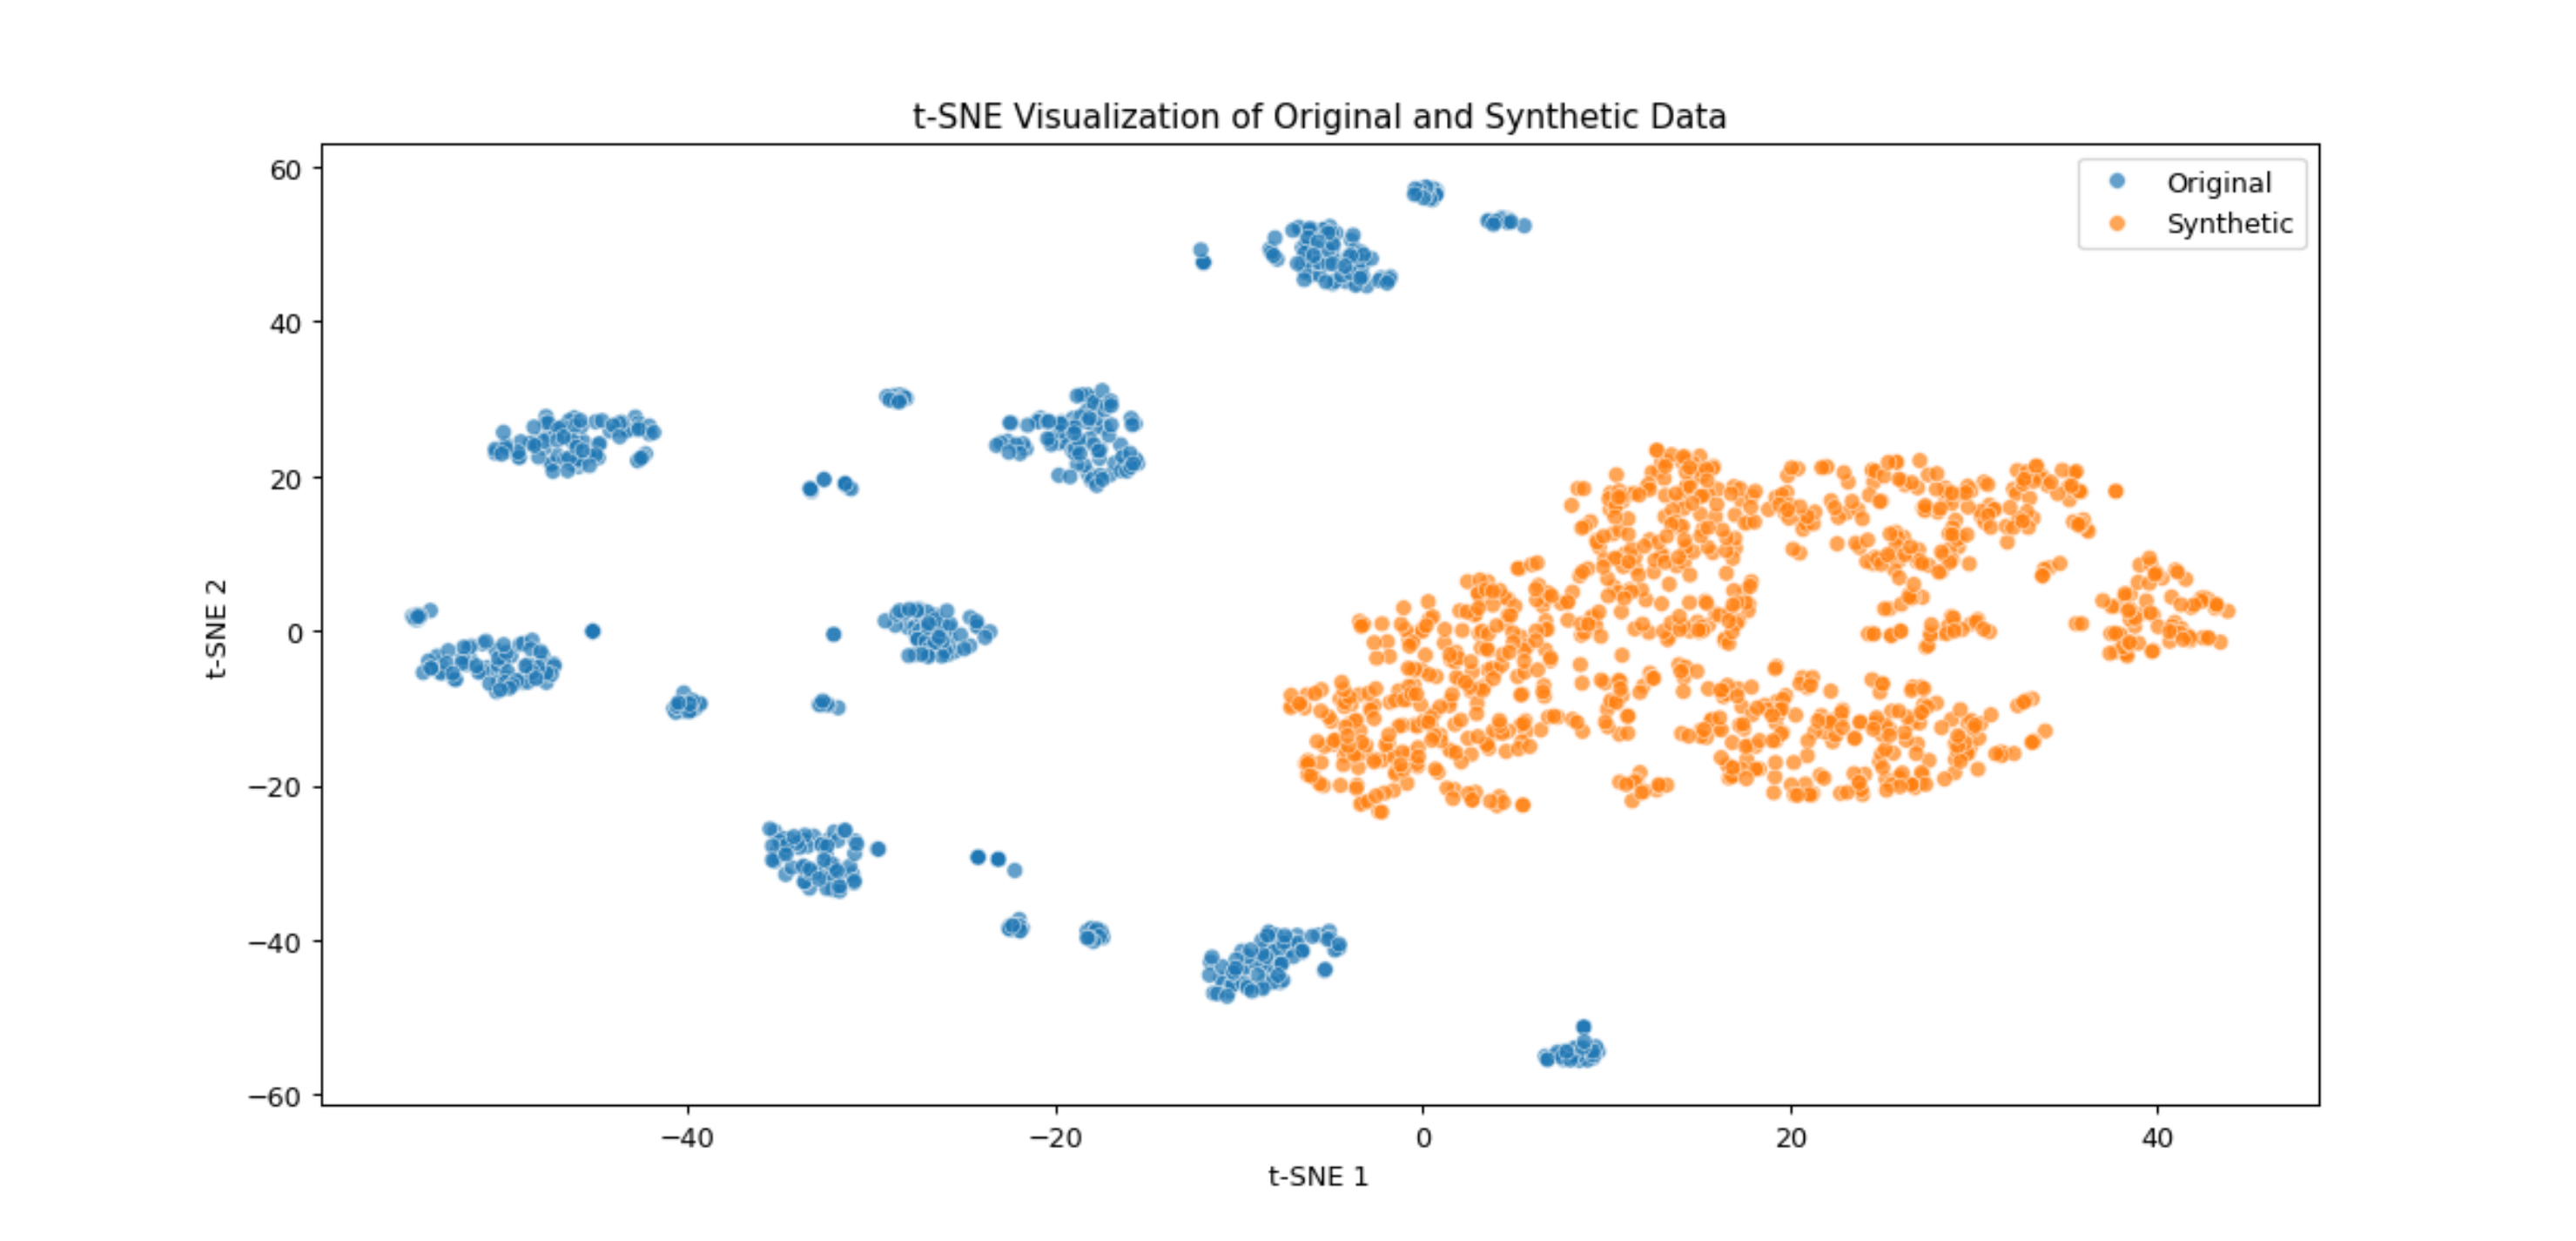 t-SNE Visualization of Original and Synthetic Data
60
40
20
0
−20
−40
−60
t-SNE 2
Original
Synthetic
−40
−20
0
20
40
t-SNE 1